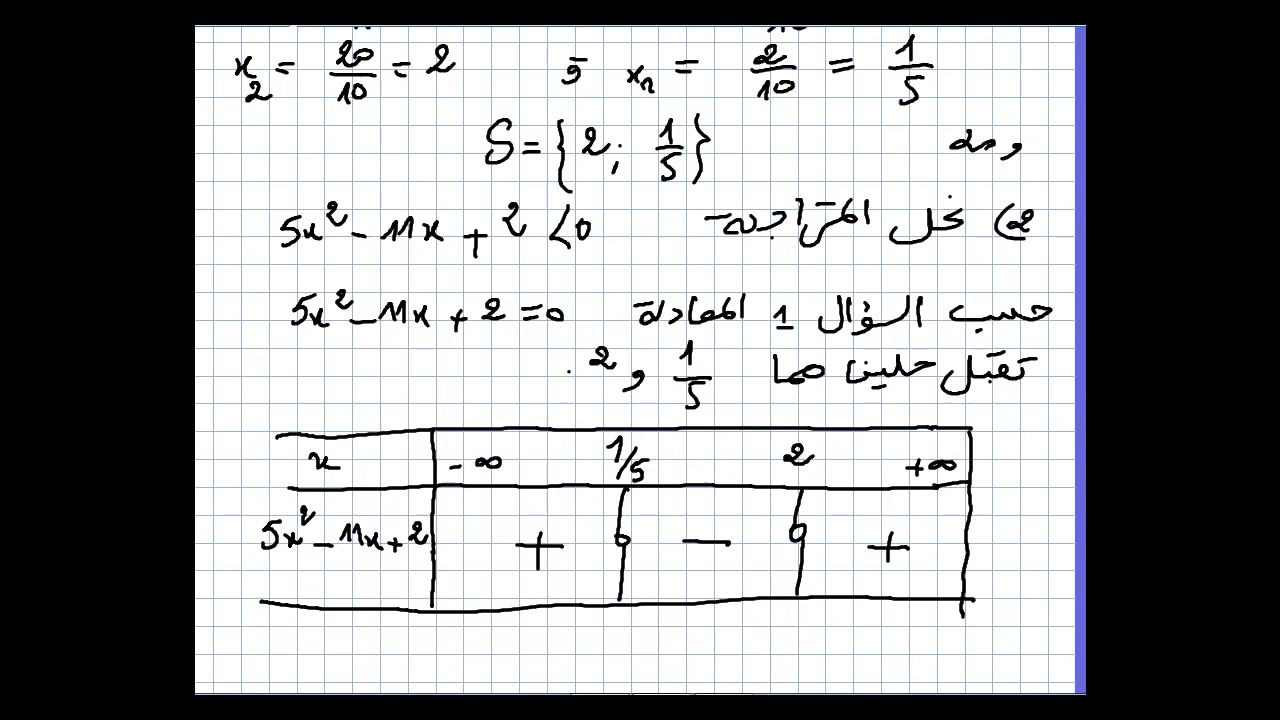 x₂ = 20/10 = 2 و x₁ = 2/10 = 1/5
ومنه S = {2; 1/5}
2) نحل المتراجحة 5x² - 11x + 2 < 0
حسب السؤال 1 المعادلة 5x² - 11x + 2 = 0
تقبل حلين هما 1/5 و 2 .
x | -∞ 1/5 2 +∞
5x² - 11x + 2 | + 0 - 0 +